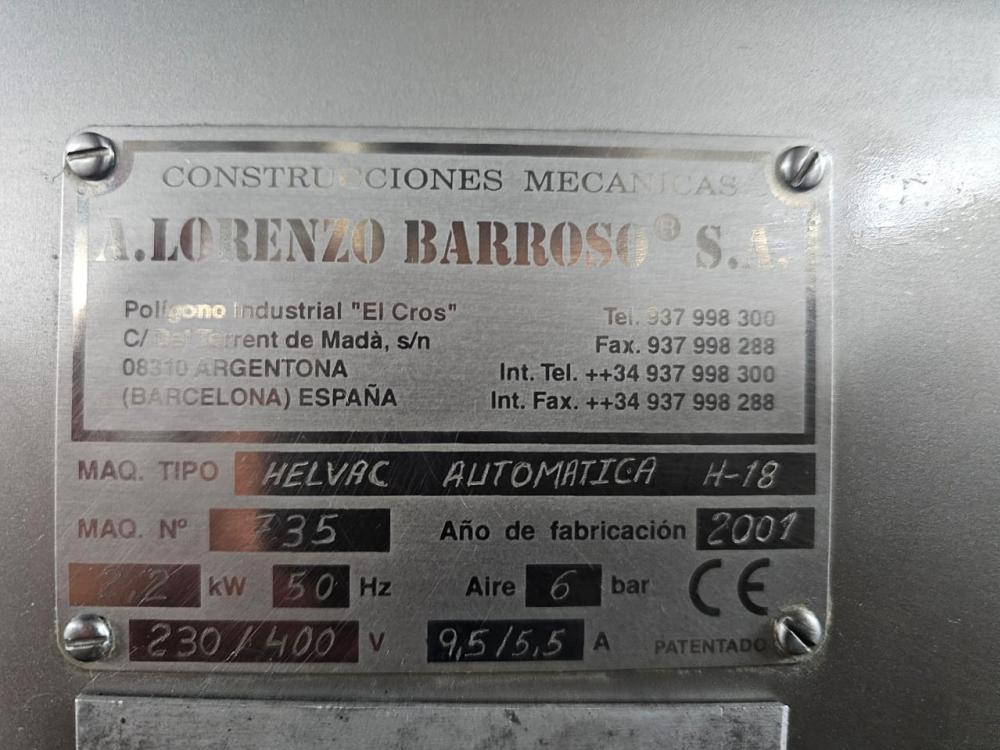 CONSTRUCCIONES MECANICAS
A.LORENZO BARROSO® S.A.
Polígono Industrial "El Cros"
Tel. 937 998 300
C/ Del Torrent de Madà, s/n
Fax. 937 998 288
08310 ARGENTONA
Int. Tel. ++34 937 998 300
(BARCELONA) ESPAÑA
Int. Fax. ++34 937 998 288
MAQ. TIPO HELVAC AUTOMATICA H-18
MAQ. Nº 735 Año de fabricación 2001
2,2 kW 50 Hz Aire 6 bar CE
230/400 V 9,5/5,5 A PATENTADO